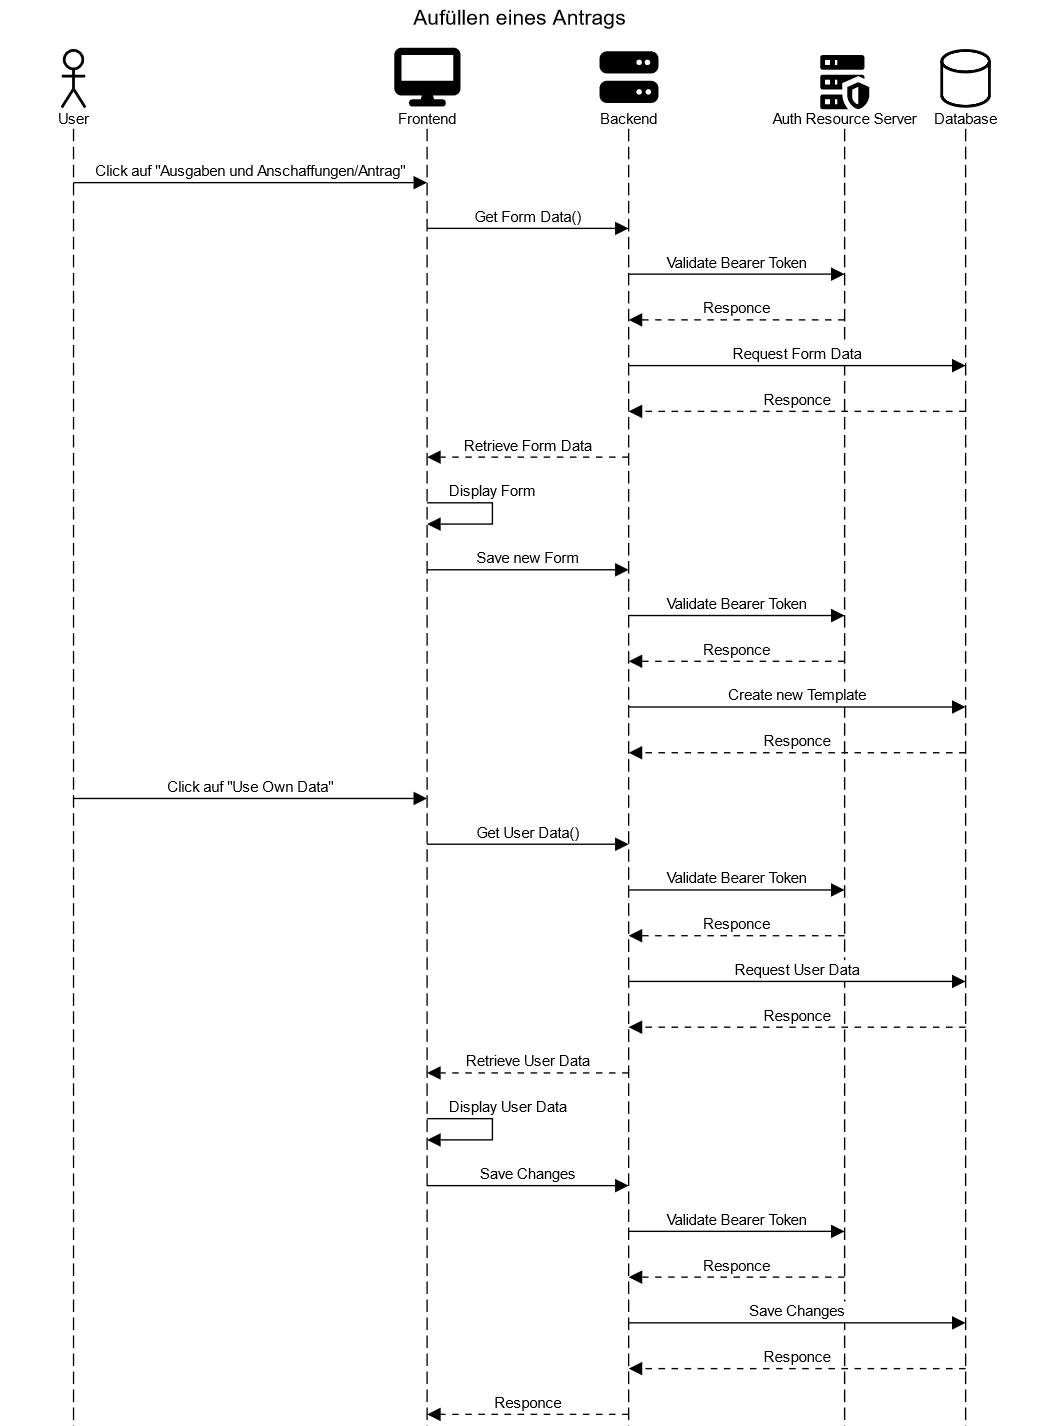 Aufüllen eines Antrags
User
Frontend
Backend
Auth Resource Server
Database
Click auf "Ausgaben und Anschaffungen/Antrag"
Get Form Data()
Validate Bearer Token
Responce
Request Form Data
Responce
Retrieve Form Data
Display Form
Save new Form
Validate Bearer Token
Responce
Create new Template
Responce
Click auf "Use Own Data"
Get User Data()
Validate Bearer Token
Responce
Request User Data
Responce
Retrieve User Data
Display User Data
Save Changes
Validate Bearer Token
Responce
Save Changes
Responce
Responce